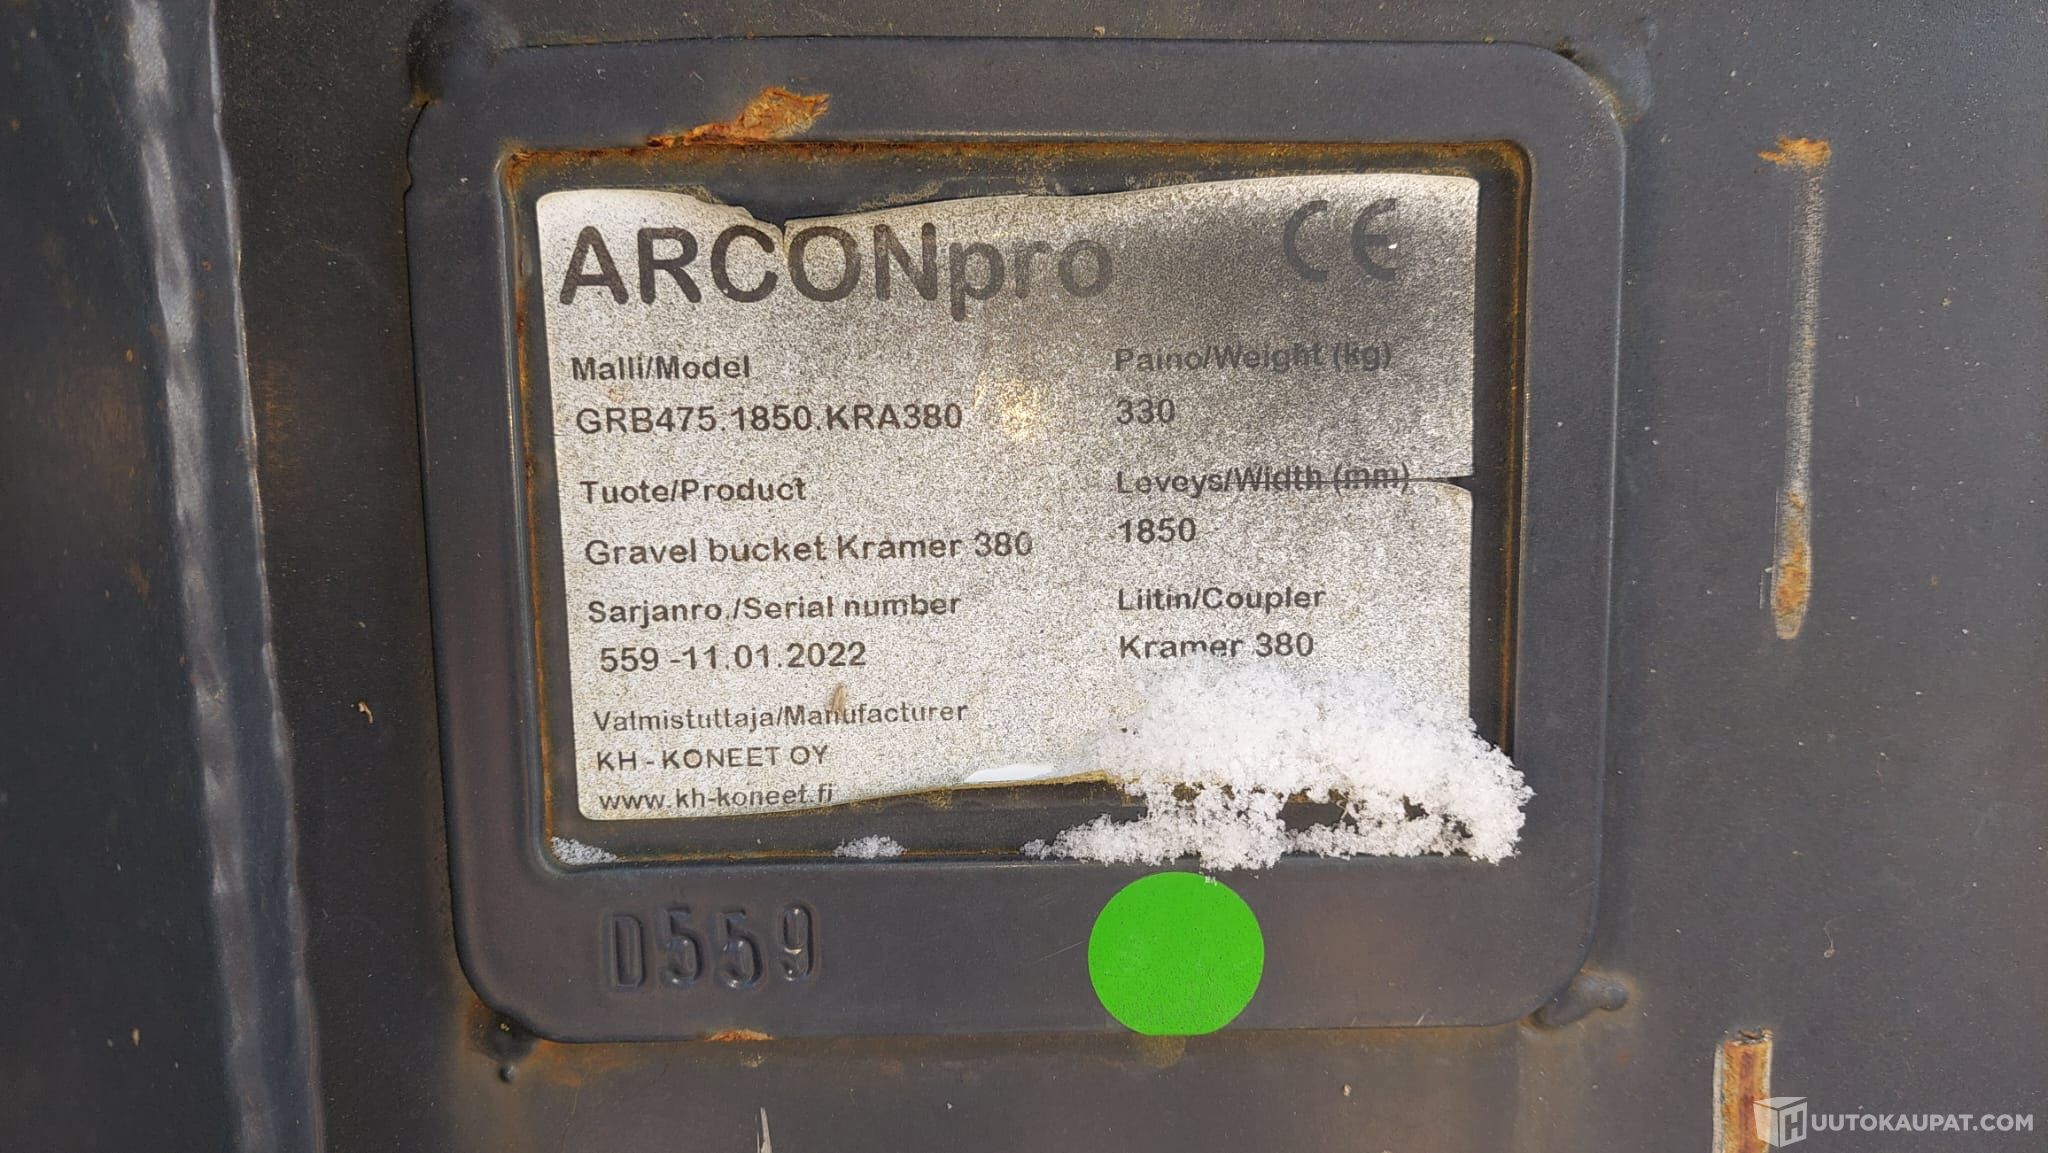 ARCONpro CE
Malli/Model
GRB475.1850.KRA380
Tuote/Product
Gravel bucket Kramer 380
Sarjanro./Serial number
559 -11.01.2022
Valmistuttaja/Manufacturer
KH - KONEET OY
www.kh-koneet.fi
Paino/Weight (kg)
330
Leveys/Width (mm)
1850
Liitin/Coupler
Kramer 380
D559
HUUTOKAUPAT.COM